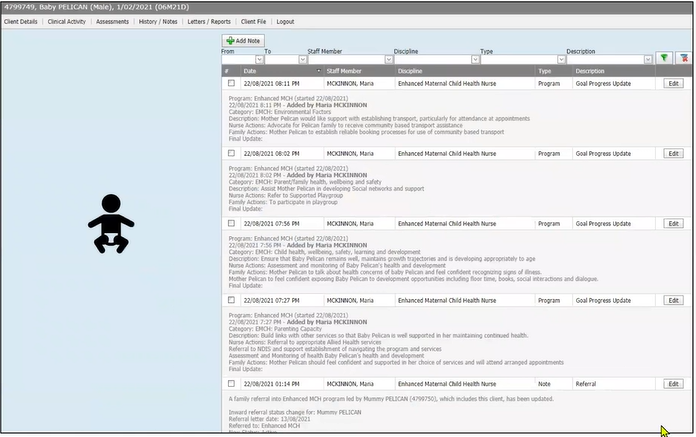 4799749, Baby PELICAN (Male), 1/02/2021 (06M21D)
Client Details Clinical Activity Assessments History / Notes Letters / Reports Client File Logout
Add Note
From To Staff Member Discipline Type Description
# Date Staff Member Discipline Type Description
22/08/2021 08:11 PM MCKINNON, Maria Enhanced Maternal Child Health Nurse Program Goal Progress Update Edit
Program: Enhanced MCH (started 22/08/2021)
22/08/2021 8:11 PM - Added by Maria MCKINNON
Category: EMCH: Environmental Factors
Description: Mother Pelican would like support with establishing transport, particularly for attendance at appointments
Nurse Actions: Advocate for Pelican family to receive community based transport assistance
Family Actions: Mother Pelican to establish reliable booking processes for use of community based transport
Final Update:
22/08/2021 08:02 PM MCKINNON, Maria Enhanced Maternal Child Health Nurse Program Goal Progress Update Edit
Program: Enhanced MCH (started 22/08/2021)
22/08/2021 8:02 PM - Added by Maria MCKINNON
Category: EMCH: Parent/family health, wellbeing and safety
Description: Assist Mother Pelican in developing Social networks and support
Nurse Actions: Refer to Supported Playgroup
Family Actions: To participate in playgroup
Final Update:
22/08/2021 07:56 PM MCKINNON, Maria Enhanced Maternal Child Health Nurse Program Goal Progress Update Edit
Program: Enhanced MCH (started 22/08/2021)
22/08/2021 7:56 PM - Added by Maria MCKINNON
Category: EMCH: Child health, wellbeing, safety, learning and development
Description: Ensure that Baby Pelican remains well, maintains growth trajectories and is developing appropriately to age
Nurse Actions: Assessment and monitoring of Baby Pelican's health and development
Family Actions: Mother Pelican to talk about health concerns of baby Pelican and feel confident recognizing signs of illness.
Mother Pelican to feel confident exposing Baby Pelican to development opportunities including floor time, books, social interactions and dialogue.
Final Update:
22/08/2021 07:27 PM MCKINNON, Maria Enhanced Maternal Child Health Nurse Program Goal Progress Update Edit
Program: Enhanced MCH (started 22/08/2021)
22/08/2021 7:27 PM - Added by Maria MCKINNON
Category: EMCH: Parenting Capacity
Description: Build links with other services so that Baby Pelican is well supported in her maintaining continued health.
Nurse Actions: Referral to appropriate Allied Health services
Referral to NDIS and support establishment of navigating the program and services
Assessment and Monitoring of health Baby Pelican's health and development
Family Actions: Mother Pelican should feel confident and supported in her choice of services and will attend arranged appointments
Final Update:
22/08/2021 01:14 PM MCKINNON, Maria Enhanced Maternal Child Health Nurse Note Referral Edit
A family referral into Enhanced MCH program led by Mummy PELICAN (4799750), which includes this client, has been updated.
Inward referral status change for: Mummy PELICAN
Referral letter date: 13/08/2021
Referred to: Enhanced MCH